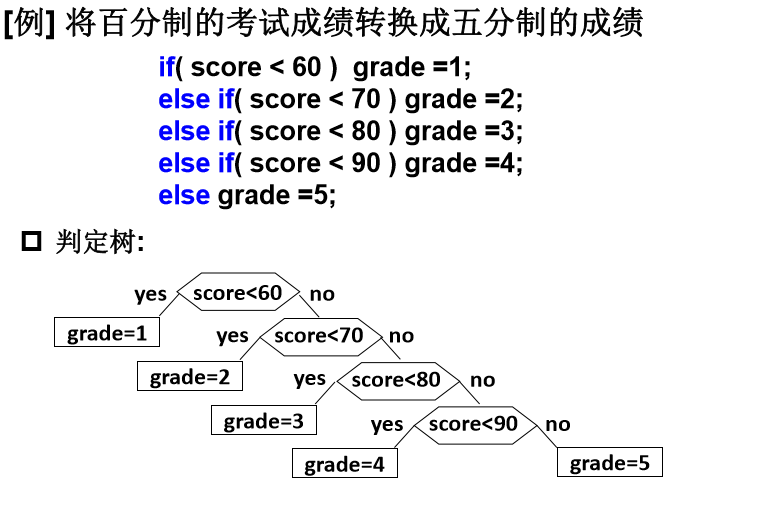 [例] 将百分制的考试成绩转换成五分制的成绩
if( score < 60 )  grade =1;
else if( score < 70 ) grade =2;
else if( score < 80 ) grade =3;
else if( score < 90 ) grade =4;
else grade =5;
判定树:
yes score<60 no
grade=1 yes score<70 no
grade=2 yes score<80 no
grade=3 yes score<90 no
grade=4 grade=5